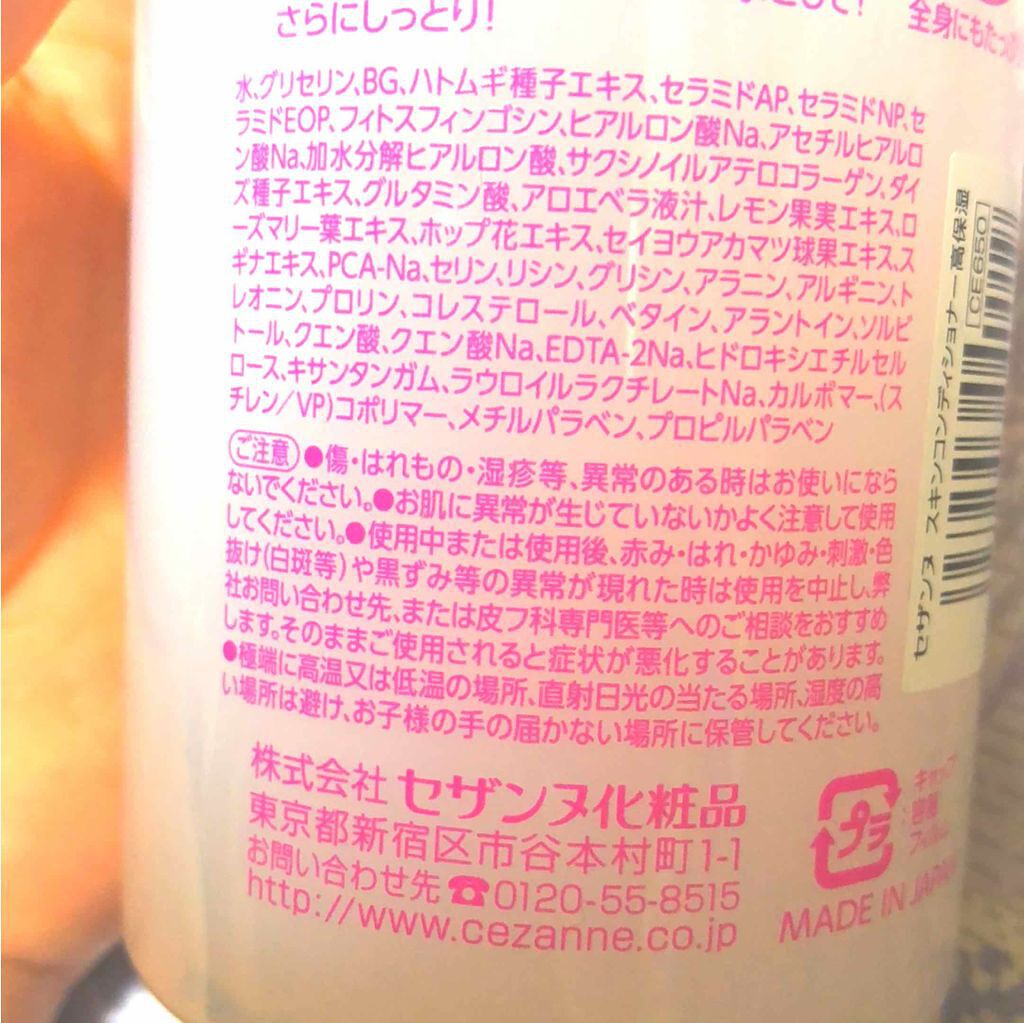 さらにしっとり!
全身にもたっ
水、グリセリン、BG、ハトムギ種子エキス、セラミドAP、セラミドNP、セ
ラミドEOP、フィトスフィンゴシン、ヒアルロン酸Na、アセチルヒアルロ
ン酸Na、加水分解ヒアルロン酸、サクシノイルアテロコラーゲン、ダイ
ズ種子エキス、グルタミン酸、アロエベラ液汁、レモン果実エキス、ロ
ーズマリー葉エキス、ホップ花エキス、セイヨウアカマツ球果エキス、ス
ギナエキス、PCA-Na、セリン、リシン、グリシン、アラニン、アルギニン、ト
レオニン、プロリン、コレステロール、ベタイン、アラントイン、ソルビ
トール、クエン酸、クエン酸Na、EDTA-2Na、ヒドロキシエチルセル
ロース、キサンタンガム、ラウロイルラクチレートNa、カルボマー、(ス
チレン/VP)コポリマー、メチルパラベン、プロピルパラベン
ご注意 ●傷・はれもの・湿疹等、異常のある時はお使いになら
ないでください。●お肌に異常が生じていないかよく注意して使用
してください。●使用中または使用後、赤み・はれ・かゆみ・刺激・色
抜け(白斑等)や黒ずみ等の異常が現れた時は使用を中止し、弊
社お問い合わせ先、または皮フ科専門医等へのご相談をおすすめ
します。そのままご使用されると症状が悪化することがあります。
●極端に高温又は低温の場所、直射日光の当たる場所、湿度の高
い場所は避け、お子様の手の届かない場所に保管してください。
株式会社 セザンヌ化粧品
東京都新宿区市谷本村町1-1
お問い合わせ先 ☎0120-55-8515
http://www.cezanne.co.jp
プラ
キャップ
容器
フィルム
MADE IN JAPAN
セザンヌ スキンコンディショナー高保湿
CE650